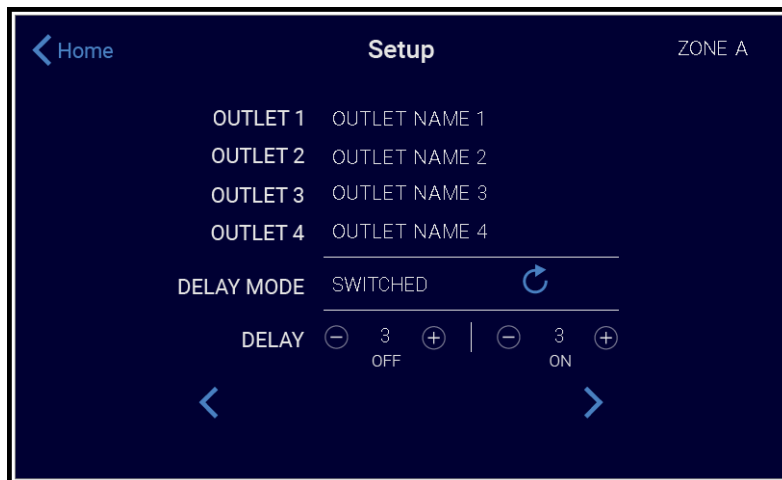 Home Setup ZONE A
OUTLET 1 OUTLET NAME 1
OUTLET 2 OUTLET NAME 2
OUTLET 3 OUTLET NAME 3
OUTLET 4 OUTLET NAME 4
DELAY MODE SWITCHED
DELAY 3 3
OFF ON